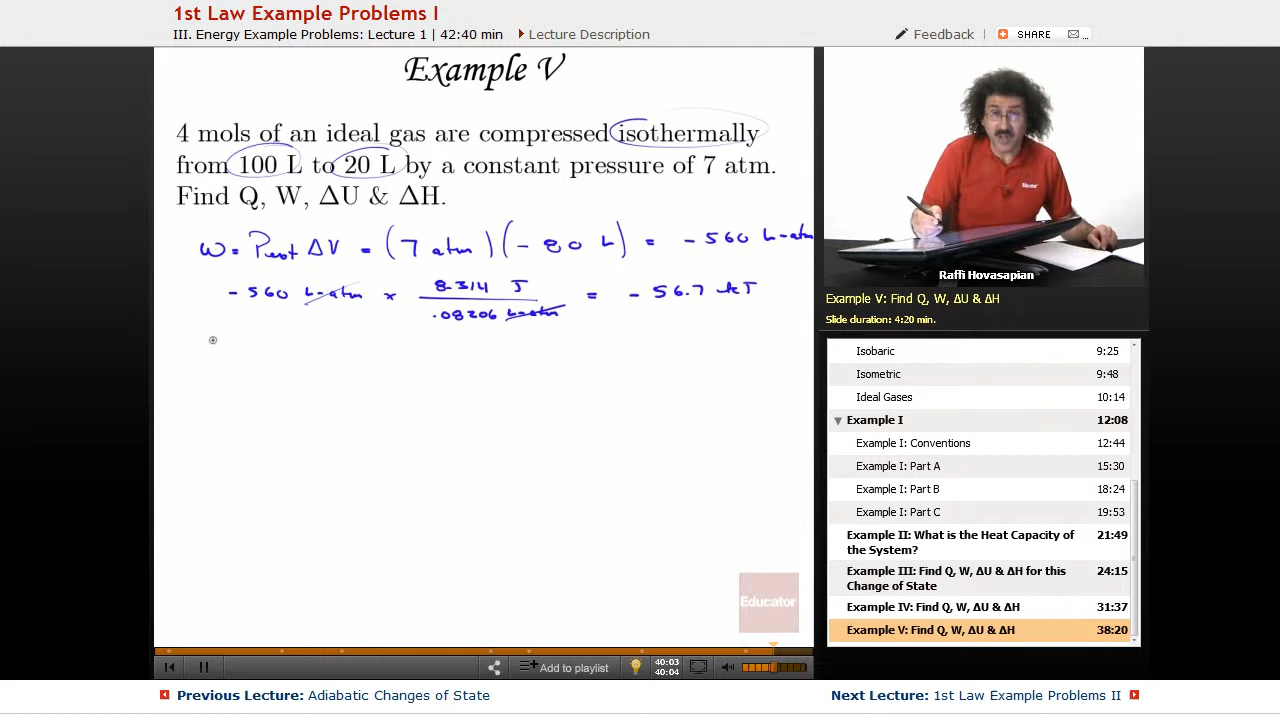 1st Law Example Problems I
III. Energy Example Problems: Lecture 1 | 42:40 min Lecture Description
Feedback SHARE ...
Example V
4 mols of an ideal gas are compressed isothermally
from 100 L to 20 L by a constant pressure of 7 atm.
Find Q, W, ΔU & ΔH.
W = Pext ΔV = (7 atm)(-80 L) = -560 L-atm
-560 L-atm × 8.314 J / .08206 L-atm = -56.7 kJ
Educator
Add to playlist
40:03
40:04
Educator
Raffi Hovasapian
Example V: Find Q, W, ΔU & ΔH
Slide duration: 4:20 min.
Isobaric 9:25
Isometric 9:48
Ideal Gases 10:14
Example I 12:08
Example I: Conventions 12:44
Example I: Part A 15:30
Example I: Part B 18:24
Example I: Part C 19:53
Example II: What is the Heat Capacity of 21:49
the System?
Example III: Find Q, W, ΔU & ΔH for this 24:15
Change of State
Example IV: Find Q, W, ΔU & ΔH 31:37
Example V: Find Q, W, ΔU & ΔH 38:20
Previous Lecture: Adiabatic Changes of State
Next Lecture: 1st Law Example Problems II